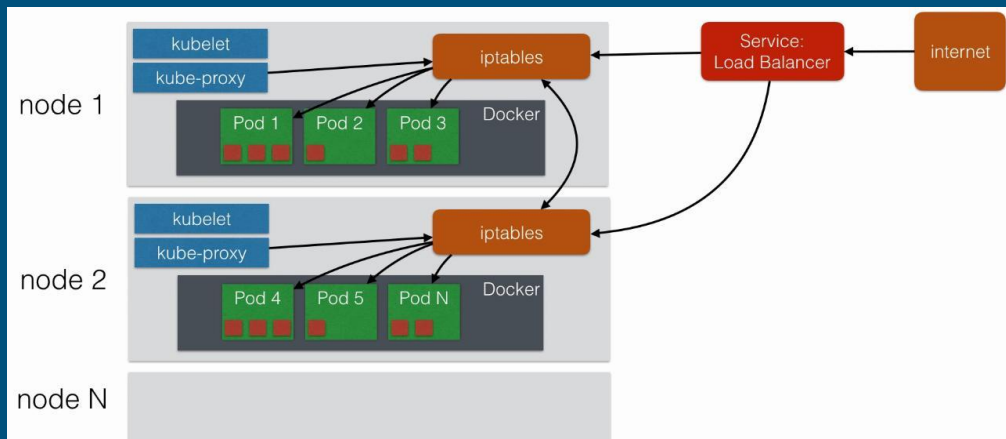 kubelet
kube-proxy
iptables
Service:
Load Balancer
internet
node 1
Docker
Pod 1
Pod 2
Pod 3
kubelet
kube-proxy
iptables
node 2
Docker
Pod 4
Pod 5
Pod N
node N